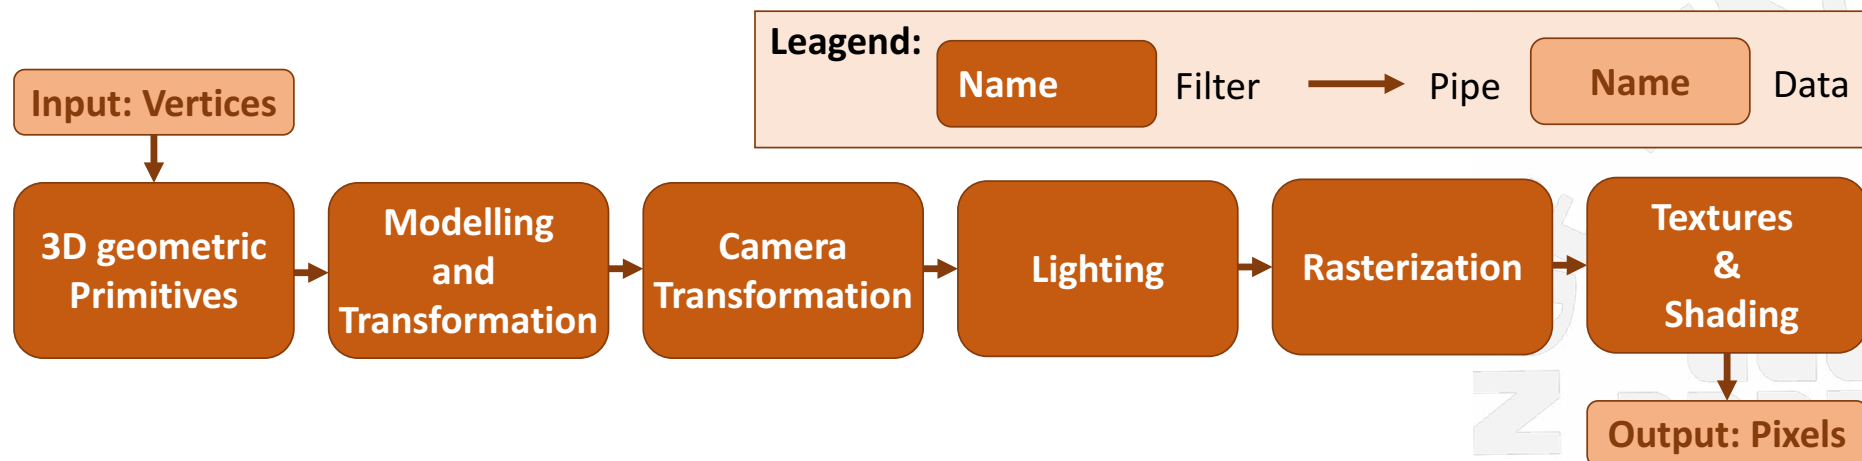 Leagend:
Name
Filter
Pipe
Name
Data
Input: Vertices
3D geometric
Primitives
Modelling
and
Transformation
Camera
Transformation
Lighting
Rasterization
Textures
&
Shading
Output: Pixels